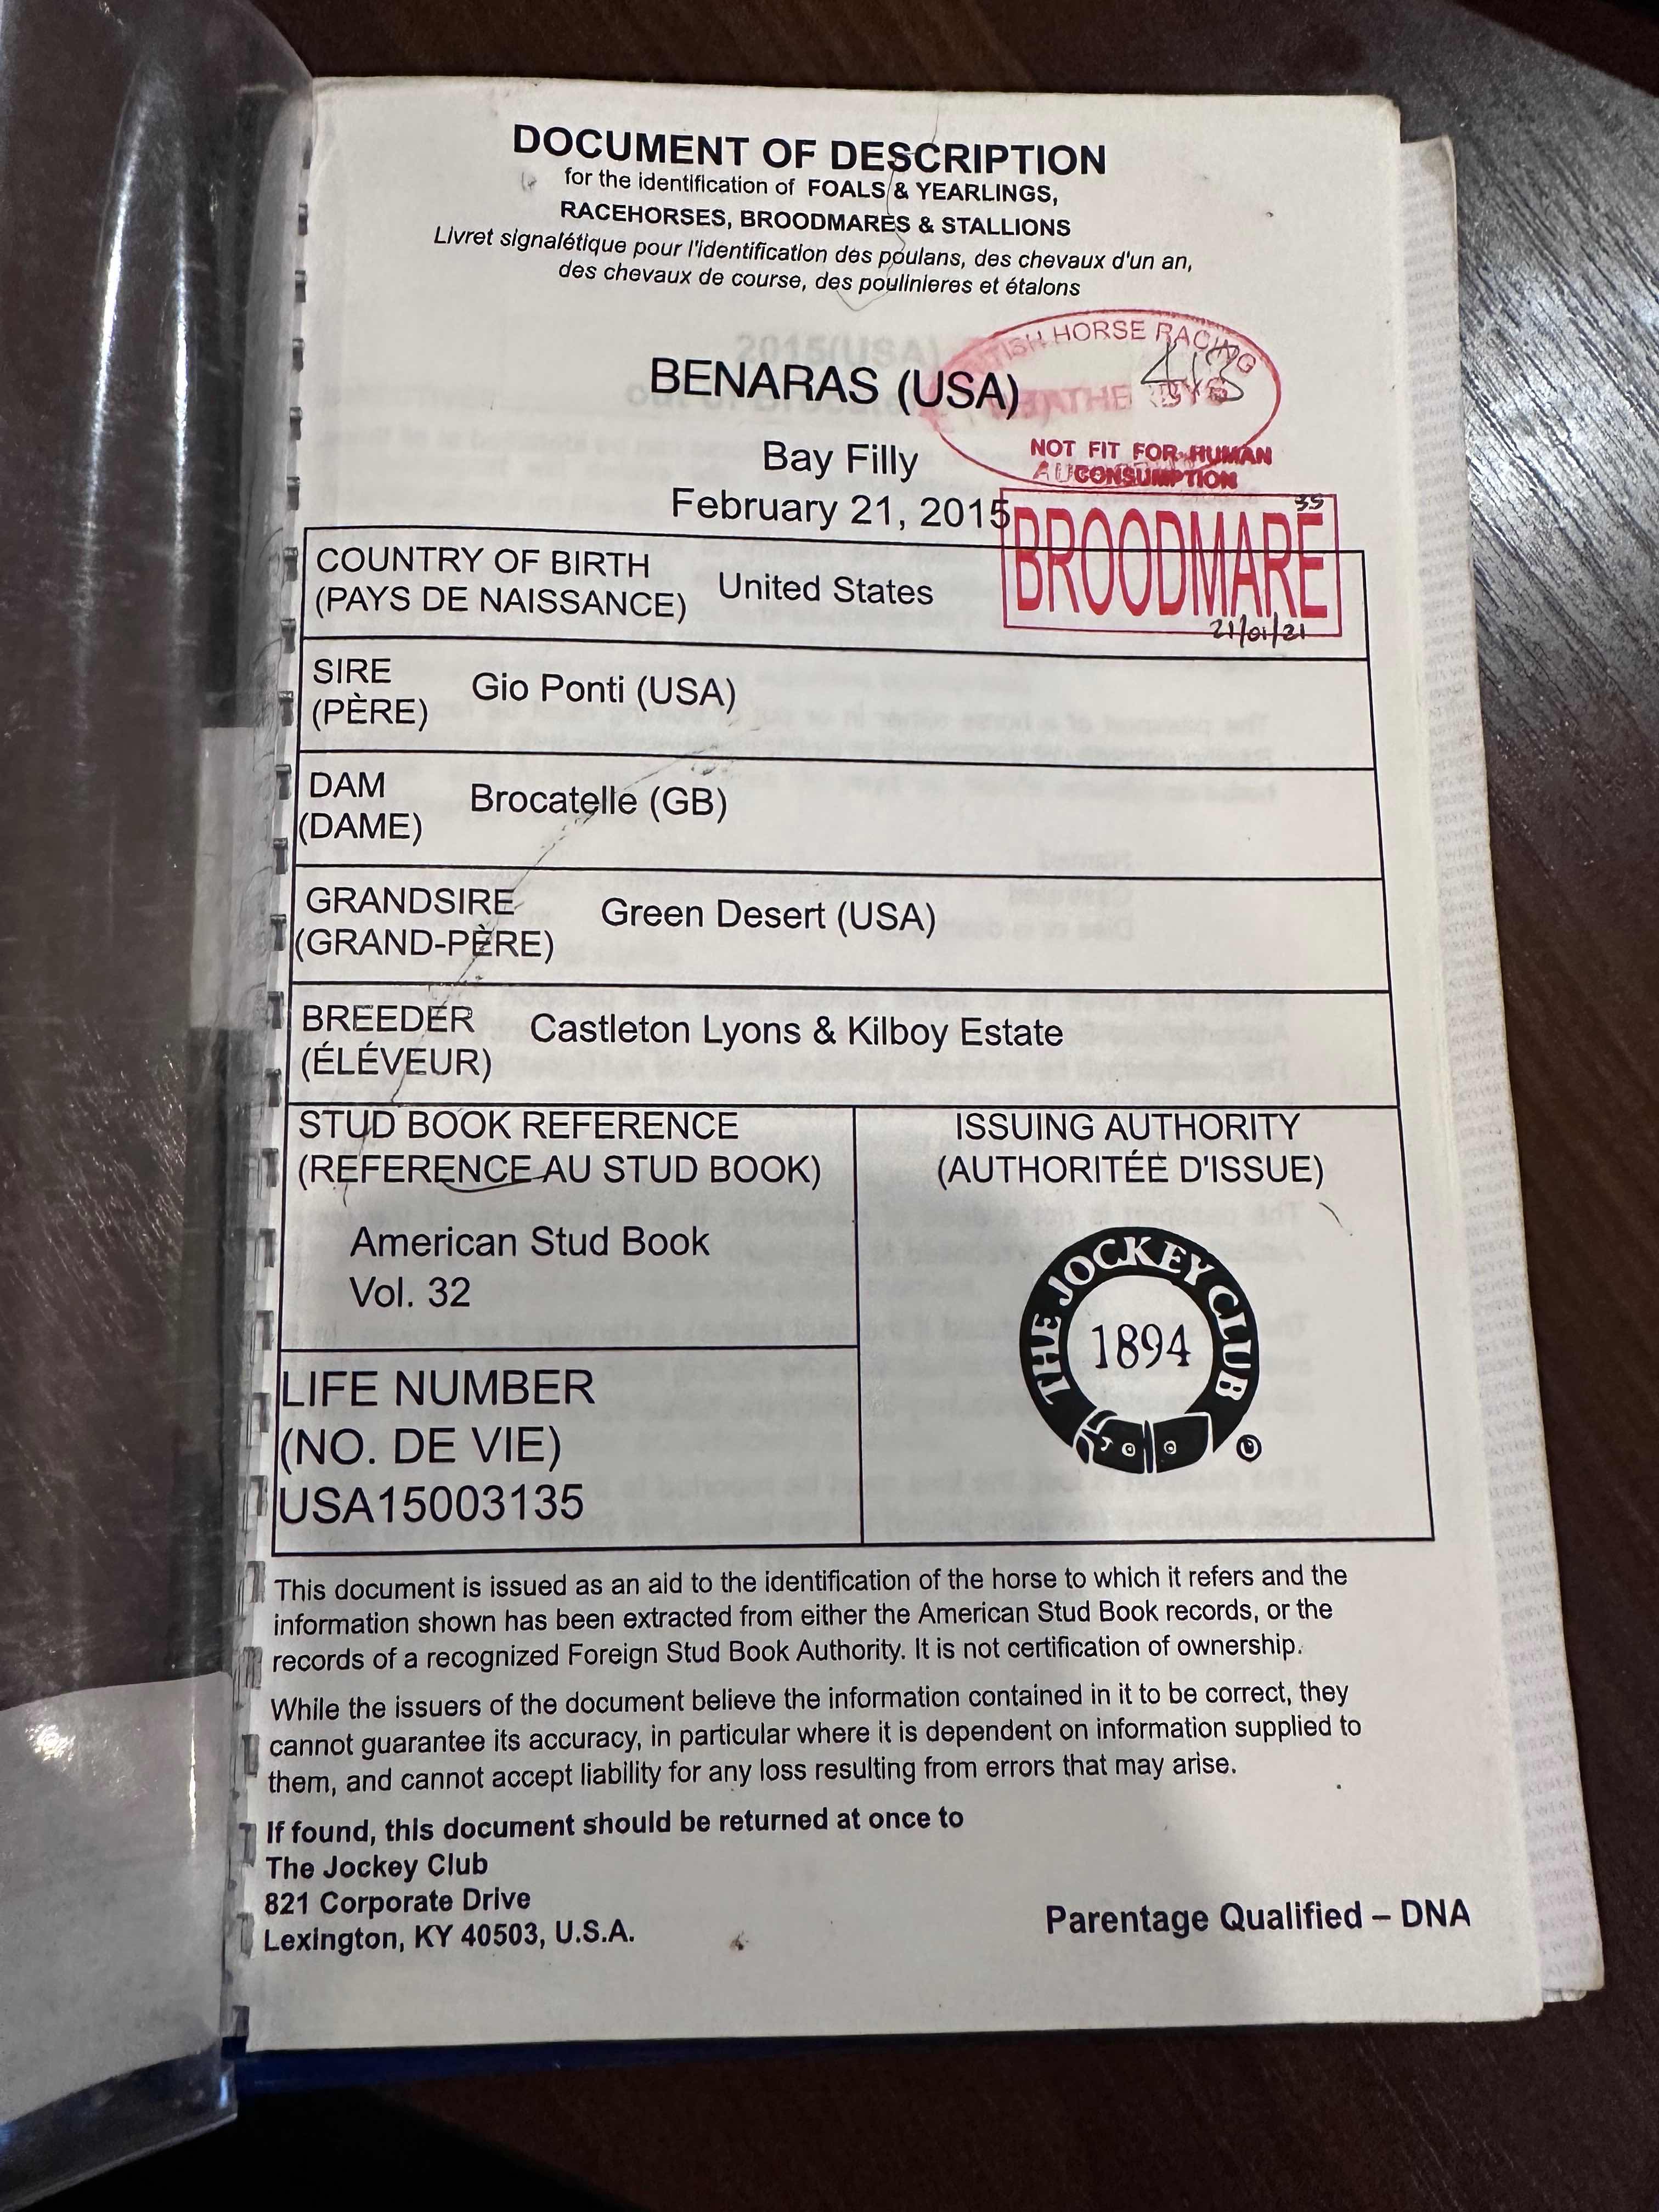 DOCUMENT OF DESCRIPTION
for the identification of FOALS & YEARLINGS,
RACEHORSES, BROODMARES & STALLIONS
Livret signalétique pour l'identification des poulans, des chevaux d'un an,
des chevaux de course, des poulinieres et étalons
HORSE RACING
BENARAS (USA)
NOT FIT FOR HUMAN
CONSUMPTION
Bay Filly
February 21, 2015
35
BROODMARE
21/01/21
COUNTRY OF BIRTH
(PAYS DE NAISSANCE)
United States
SIRE
(PÈRE)
Gio Ponti (USA)
DAM
(DAME)
Brocatelle (GB)
GRANDSIRE
(GRAND-PÈRE)
Green Desert (USA)
BREEDER
(ÉLÉVEUR)
Castleton Lyons & Kilboy Estate
STUD BOOK REFERENCE
(REFERENCE AU STUD BOOK)
American Stud Book
Vol. 32
ISSUING AUTHORITY
(AUTHORITÉE D'ISSUE)
THE JOCKEY CLUB
1894
LIFE NUMBER
(NO. DE VIE)
USA15003135
This document is issued as an aid to the identification of the horse to which it refers and the
information shown has been extracted from either the American Stud Book records, or the
records of a recognized Foreign Stud Book Authority. It is not certification of ownership.
While the issuers of the document believe the information contained in it to be correct, they
cannot guarantee its accuracy, in particular where it is dependent on information supplied to
them, and cannot accept liability for any loss resulting from errors that may arise.
If found, this document should be returned at once to
The Jockey Club
821 Corporate Drive
Lexington, KY 40503, U.S.A.
Parentage Qualified – DNA